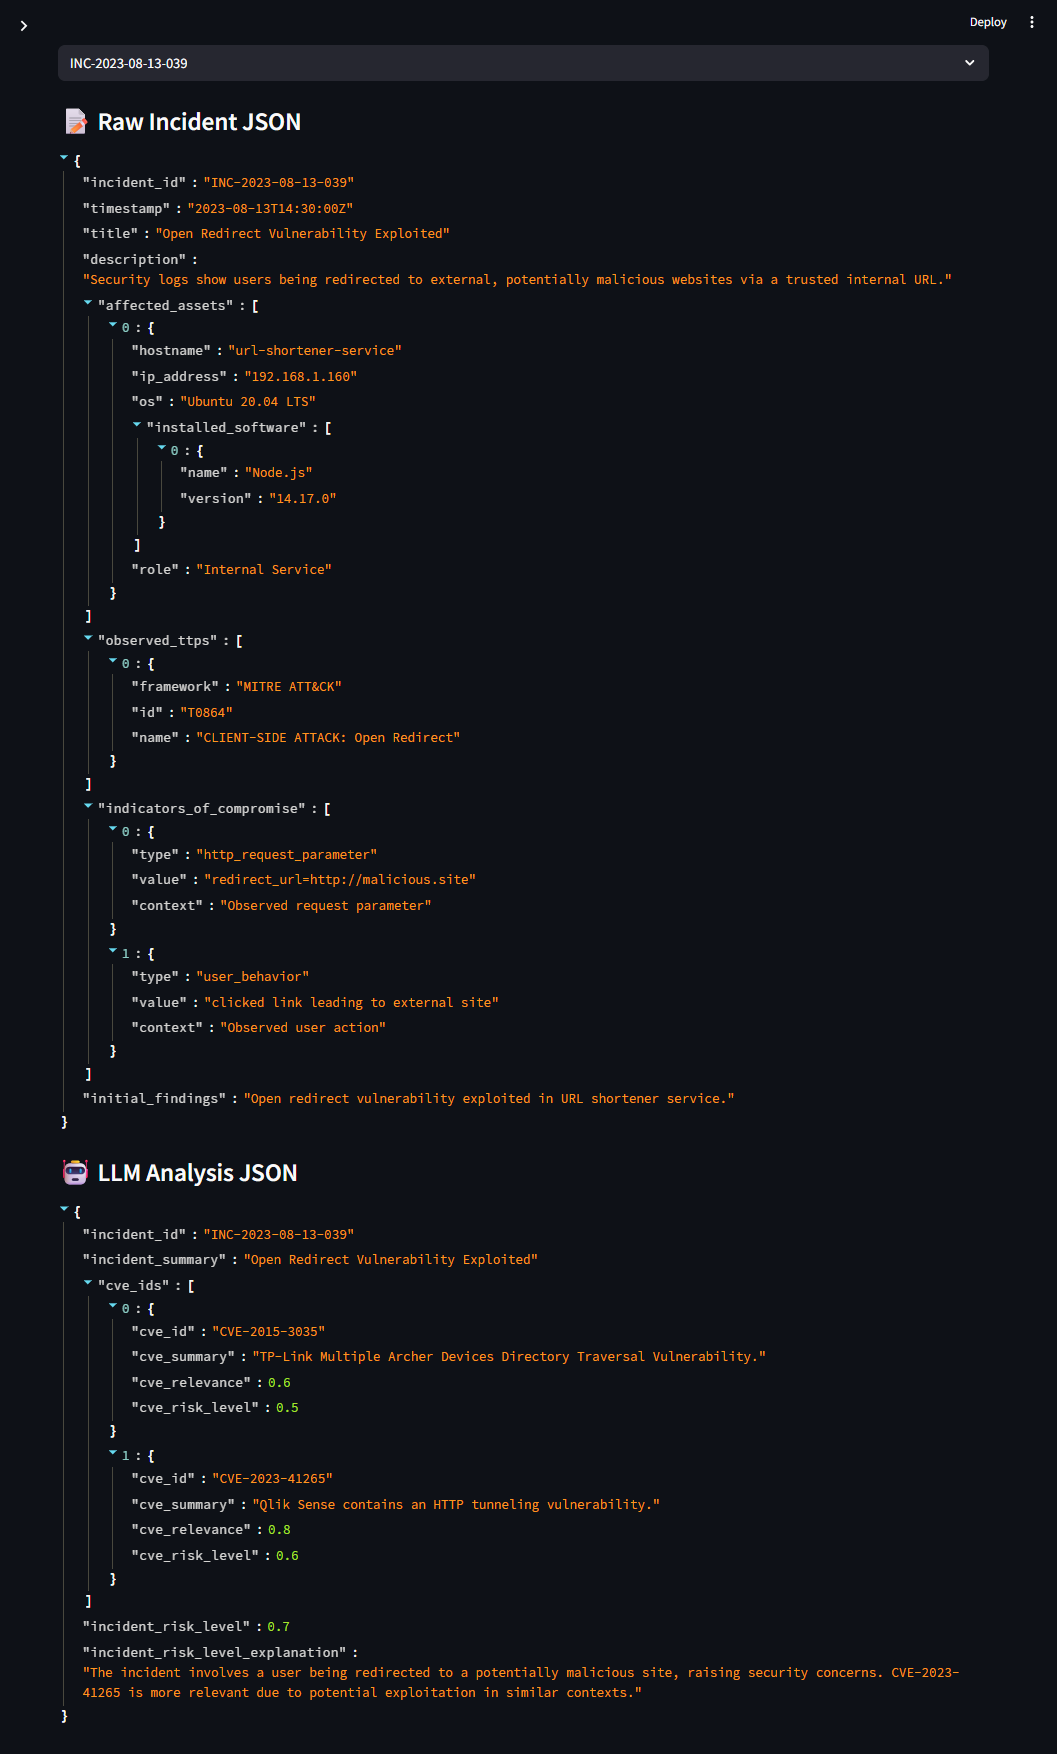 Deploy
INC-2023-08-13-039
Raw Incident JSON
{
"incident_id" : "INC-2023-08-13-039"
"timestamp" : "2023-08-13T14:30:00Z"
"title" : "Open Redirect Vulnerability Exploited"
"description" :
"Security logs show users being redirected to external, potentially malicious websites via a trusted internal URL."
"affected_assets" : [
0 : {
"hostname" : "url-shortener-service"
"ip_address" : "192.168.1.160"
"os" : "Ubuntu 20.04 LTS"
"installed_software" : [
0 : {
"name" : "Node.js"
"version" : "14.17.0"
}
]
"role" : "Internal Service"
}
]
"observed_ttps" : [
0 : {
"framework" : "MITRE ATT&CK"
"id" : "T0864"
"name" : "CLIENT-SIDE ATTACK: Open Redirect"
}
]
"indicators_of_compromise" : [
0 : {
"type" : "http_request_parameter"
"value" : "redirect_url=http://malicious.site"
"context" : "Observed request parameter"
}
1 : {
"type" : "user_behavior"
"value" : "clicked link leading to external site"
"context" : "Observed user action"
}
]
"initial_findings" : "Open redirect vulnerability exploited in URL shortener service."
}
LLM Analysis JSON
{
"incident_id" : "INC-2023-08-13-039"
"incident_summary" : "Open Redirect Vulnerability Exploited"
"cve_ids" : [
0 : {
"cve_id" : "CVE-2015-3035"
"cve_summary" : "TP-Link Multiple Archer Devices Directory Traversal Vulnerability."
"cve_relevance" : 0.6
"cve_risk_level" : 0.5
}
1 : {
"cve_id" : "CVE-2023-41265"
"cve_summary" : "Qlik Sense contains an HTTP tunneling vulnerability."
"cve_relevance" : 0.8
"cve_risk_level" : 0.6
}
]
"incident_risk_level" : 0.7
"incident_risk_level_explanation" :
"The incident involves a user being redirected to a potentially malicious site, raising security concerns. CVE-2023-
41265 is more relevant due to potential exploitation in similar contexts."
}